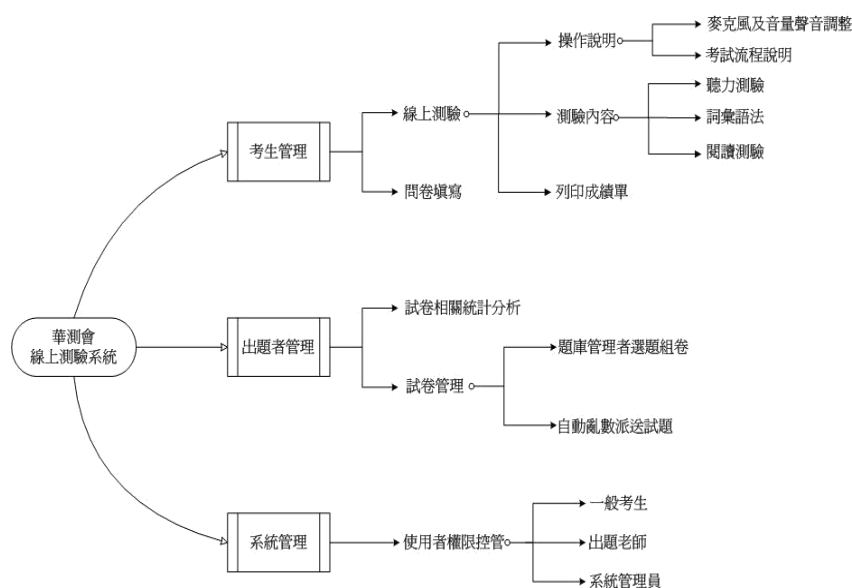 華測會
線上測驗系統
考生管理
線上測驗
操作說明
麥克風及音量聲音調整
考試流程說明
測驗內容
聽力測驗
詞彙語法
閱讀測驗
列印成績單
問卷填寫
出題者管理
試卷相關統計分析
試卷管理
題庫管理者選題組卷
自動亂數派送試題
系統管理
使用者權限控管
一般考生
出題老師
系統管理員